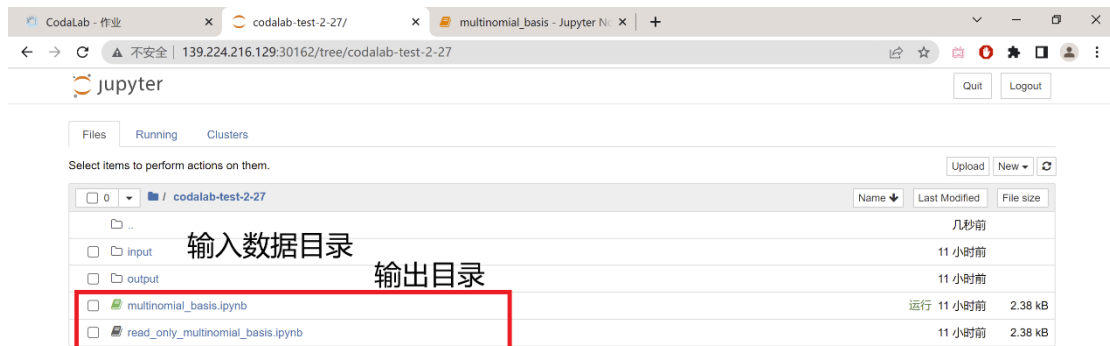 CodaLab - 作业
codalab-test-2-27/
multinomial_basis - Jupyter No
不安全 | 139.224.216.129:30162/tree/codalab-test-2-27
jupyter
Quit
Logout
Files
Running
Clusters
Select items to perform actions on them.
Upload
New
0
/ codalab-test-2-27
Name
Last Modified
File size
..
几秒前
input
输入数据目录
11 小时前
output
输出目录
11 小时前
multinomial_basis.ipynb
运行 11 小时前
2.38 kB
read_only_multinomial_basis.ipynb
11 小时前
2.38 kB